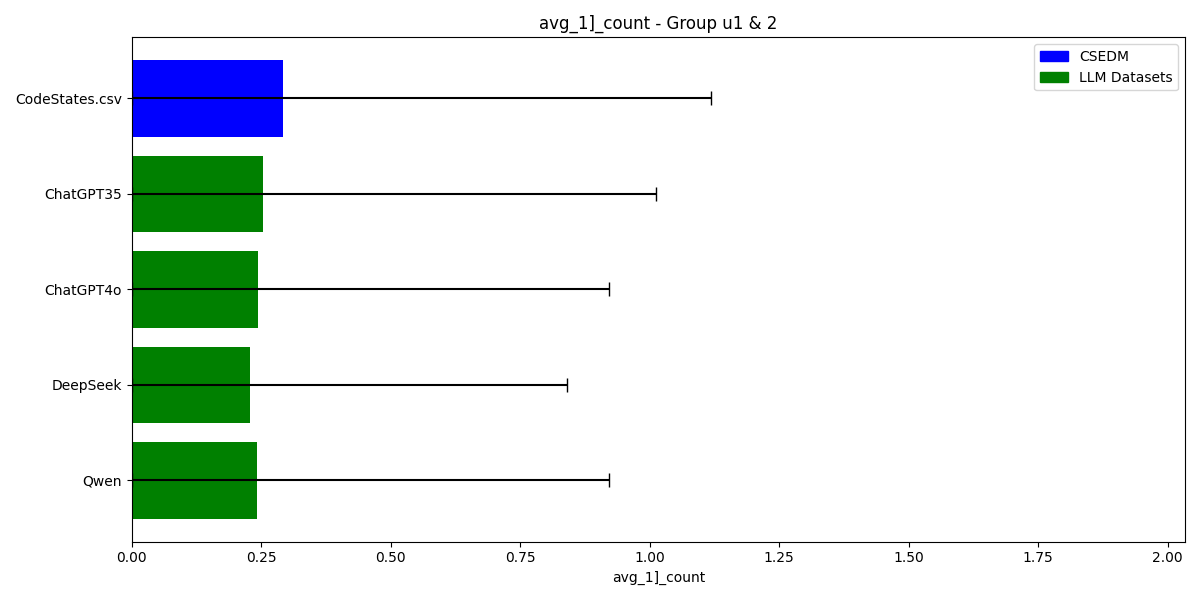 avg_1]_count - Group u1 & 2
CSEDM
LLM Datasets
CodeStates.csv
ChatGPT35
ChatGPT4o
DeepSeek
Qwen
0.00 0.25 0.50 0.75 1.00 1.25 1.50 1.75 2.00
avg_1]_count